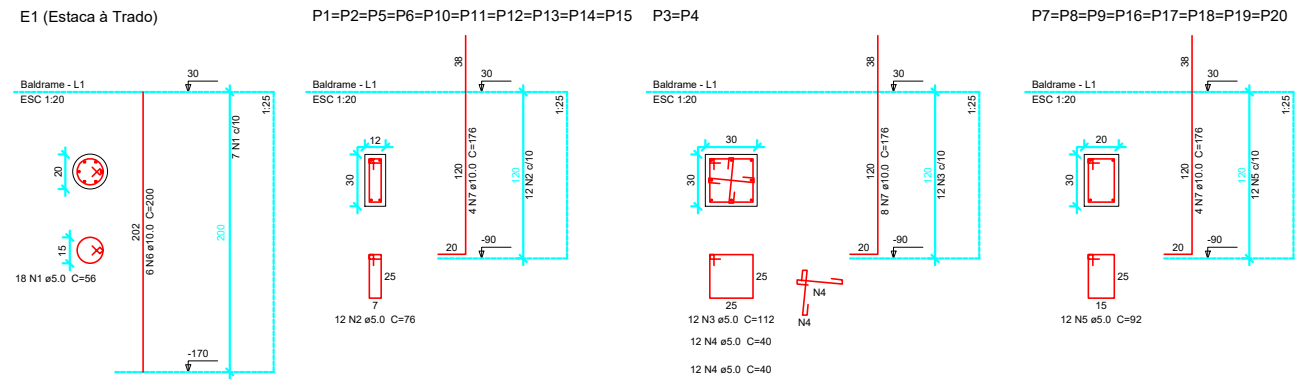 E1 (Estaca à Trado)
Baldrame - L1
ESC 1:20
30
1:25
7 N1 c/10
20
202
6 N6 ø10.0 C=200
200
15
18 N1 ø5.0 C=56
-170
P1=P2=P5=P6=P10=P11=P12=P13=P14=P15
38
Baldrame - L1
ESC 1:20
30
1:25
12
30
120
4 N7 ø10.0 C=176
120
12 N2 c/10
20
-90
25
7
12 N2 ø5.0 C=76
P3=P4
38
Baldrame - L1
ESC 1:20
30
1:25
30
30
120
8 N7 ø10.0 C=176
120
12 N3 c/10
20
-90
25
25
N4
N4
12 N3 ø5.0 C=112
12 N4 ø5.0 C=40
12 N4 ø5.0 C=40
P7=P8=P9=P16=P17=P18=P19=P20
38
Baldrame - L1
ESC 1:20
30
1:25
20
30
120
4 N7 ø10.0 C=176
120
12 N5 c/10
20
-90
25
15
12 N5 ø5.0 C=92